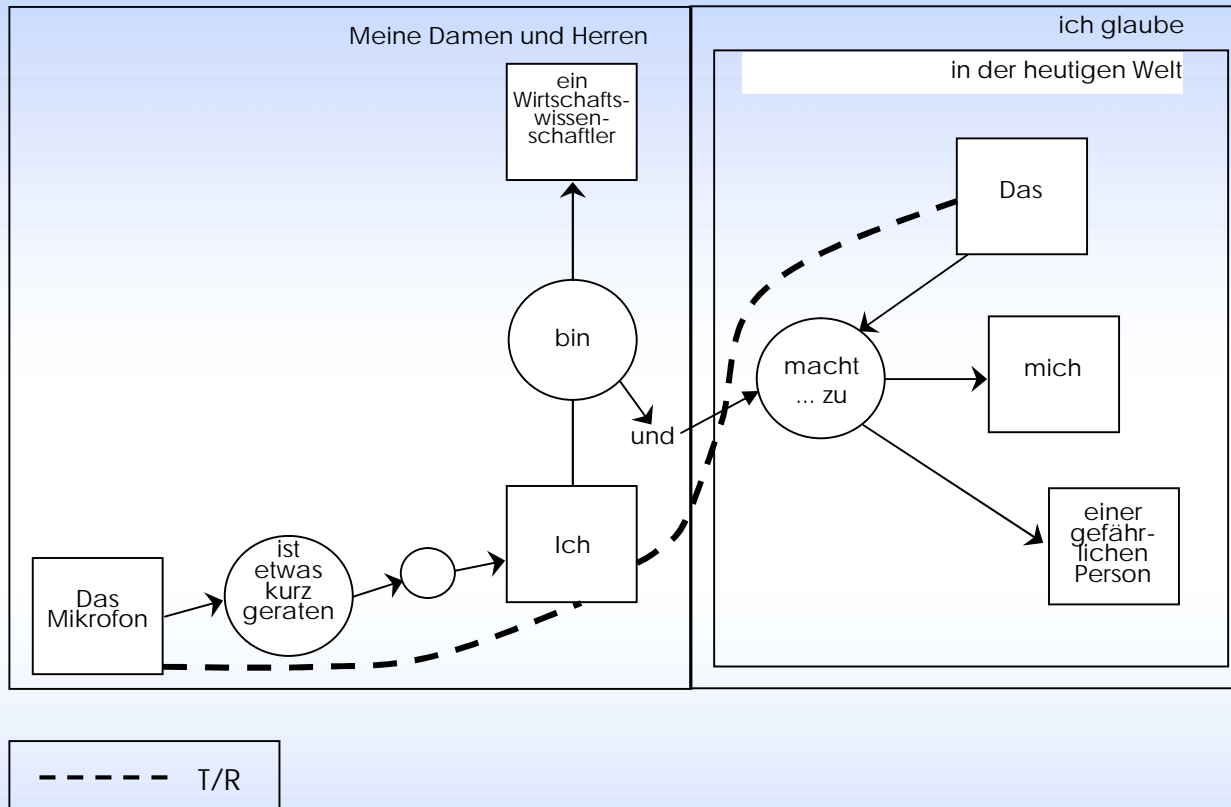 Meine Damen und Herren
ein
Wirtschafts-
wissen-
schaftler
bin
und
Ich
ist
etwas
kurz
geraten
Das
Mikrofon
ich glaube
in der heutigen Welt
Das
macht
... zu
mich
einer
gefähr-
lichen
Person
T/R